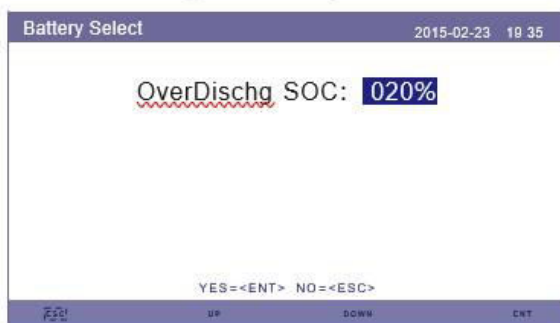 Battery Select 2015-02-23 19 35
OverDischg SOC: 020%
YES=<ENT> NO=<ESC>
ESC UP DOWN ENT